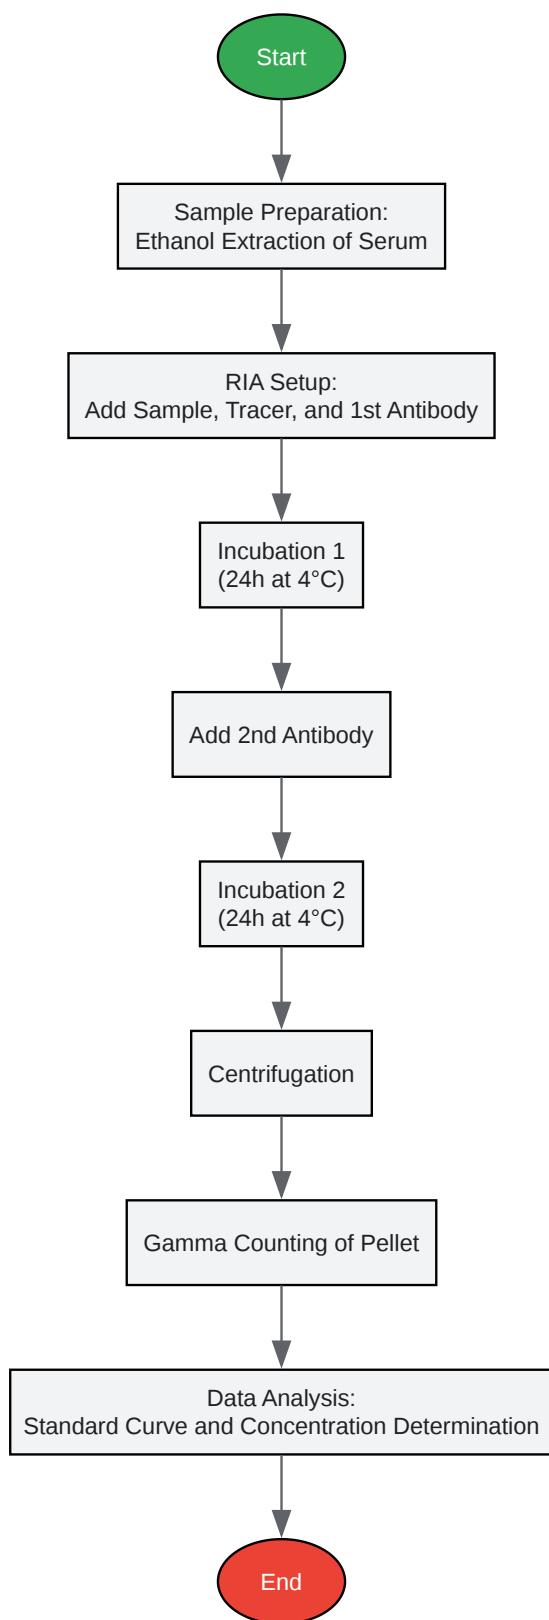 Start
Sample Preparation:
Ethanol Extraction of Serum
RIA Setup:
Add Sample, Tracer, and 1st Antibody
Incubation 1
(24h at 4°C)
Add 2nd Antibody
Incubation 2
(24h at 4°C)
Centrifugation
Gamma Counting of Pellet
Data Analysis:
Standard Curve and Concentration Determination
End